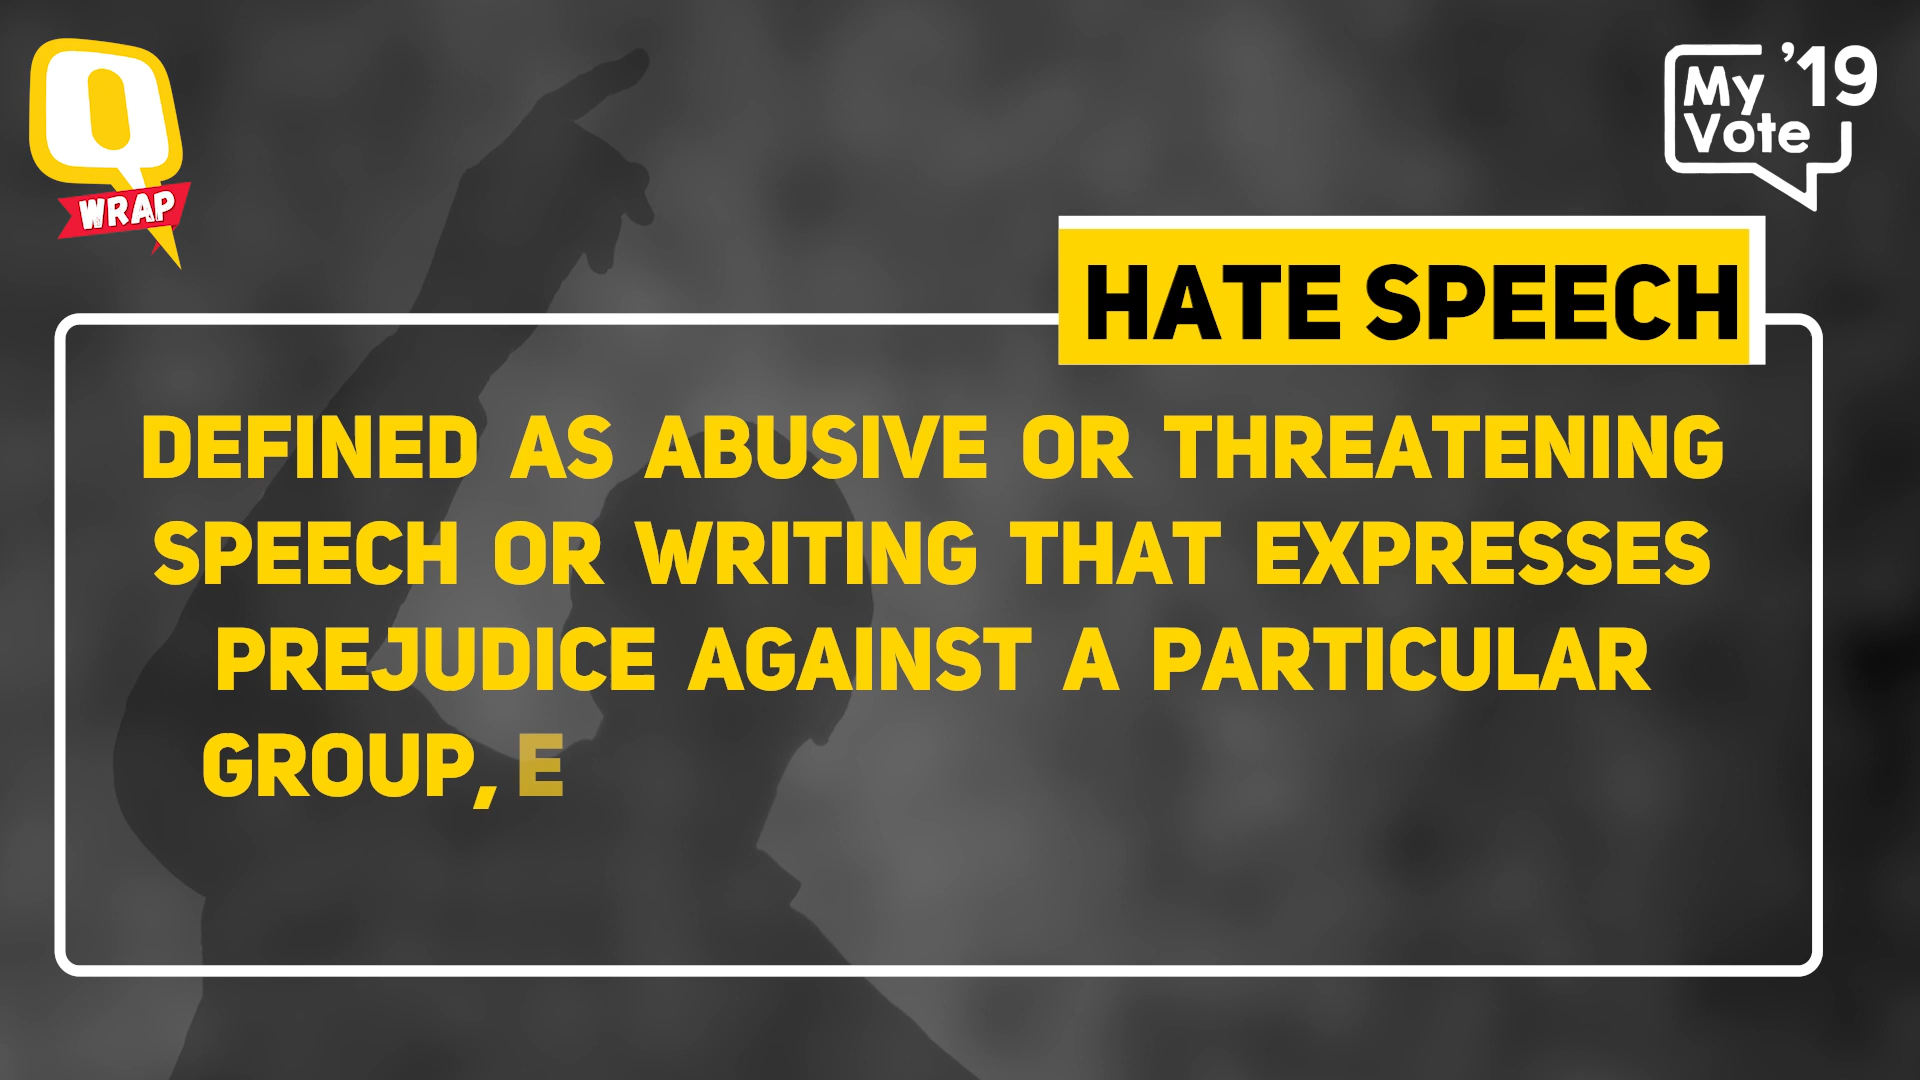 Q
WRAP
My '19
Vote
HATE SPEECH
DEFINED AS ABUSIVE OR THREATENING
SPEECH OR WRITING THAT EXPRESSES
PREJUDICE AGAINST A PARTICULAR
GROUP, E